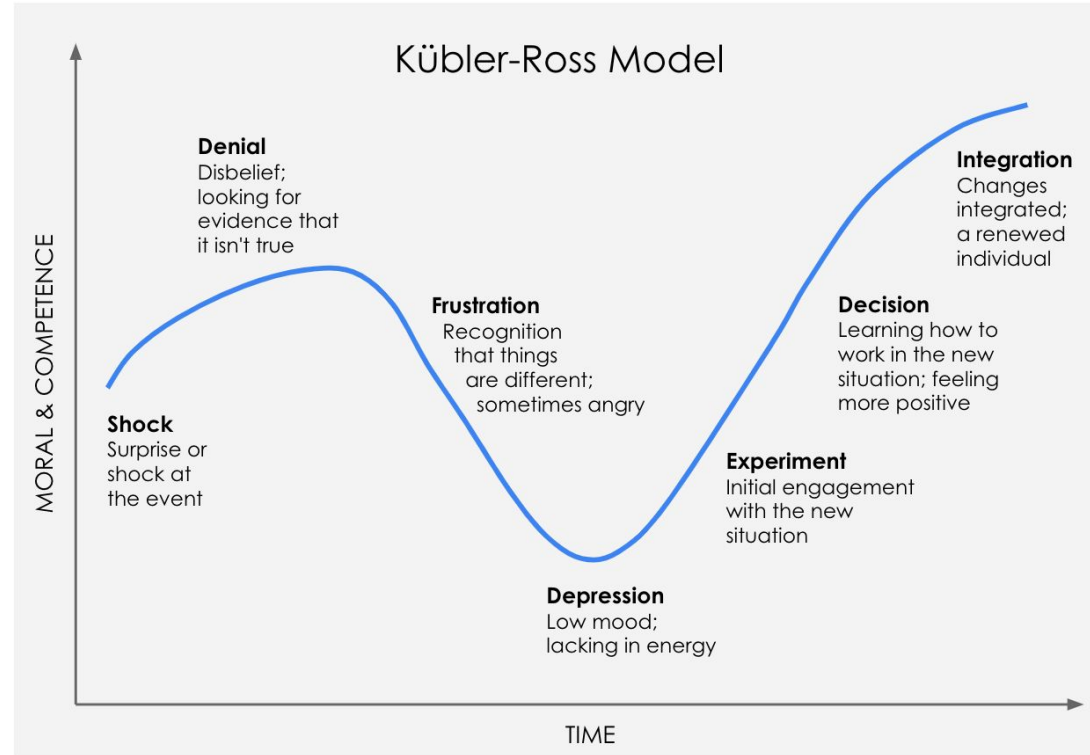 Kübler-Ross Model
MORAL & COMPETENCE
Shock
Surprise or
shock at
the event
Denial
Disbelief;
looking for
evidence that
it isn't true
Frustration
Recognition
that things
are different;
sometimes angry
Depression
Low mood;
lacking in energy
Experiment
Initial engagement
with the new
situation
Decision
Learning how to
work in the new
situation; feeling
more positive
Integration
Changes
integrated;
a renewed
individual
TIME